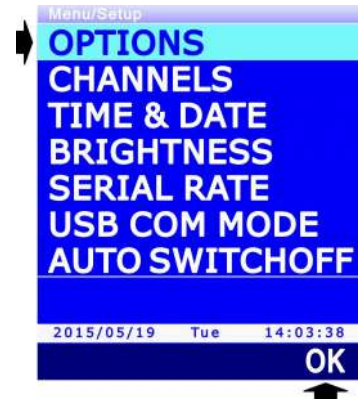 Menu/Setup
OPTIONS
CHANNELS
TIME & DATE
BRIGHTNESS
SERIAL RATE
USB COM MODE
AUTO SWITCHOFF
2015/05/19 Tue 14:03:38
OK